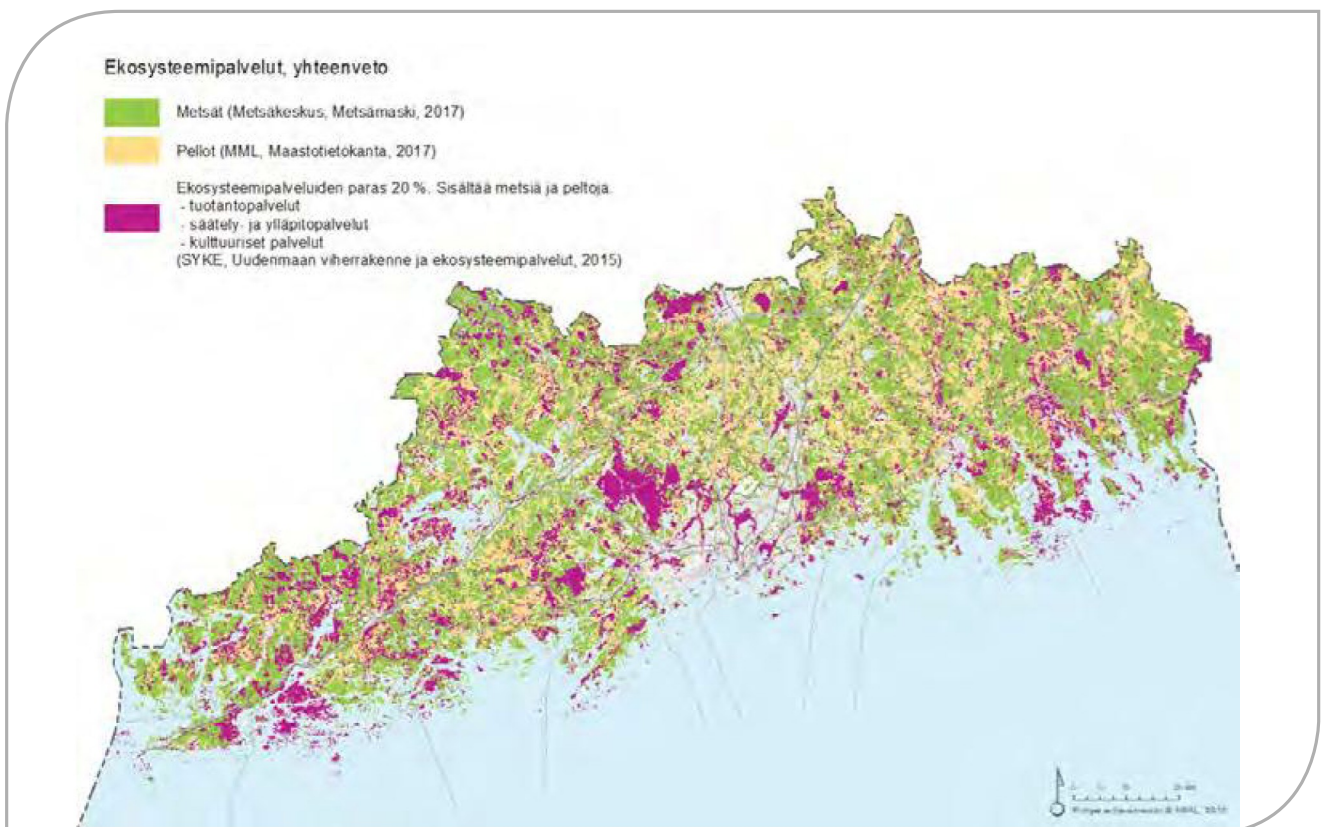 Ekosysteemipalvelut, yhteenveto
Metsät (Metsäkeskus, Metsämaski, 2017)
Pellot (MML, Maastotietokanta, 2017)
Ekosysteemipalveluiden paras 20 %. Sisältää metsiä ja peltoja.
- tuotantopalvelut
- säätely- ja ylläpitopalvelut
- kulttuuriset palvelut
(SYKE, Uudenmaan viherrakenne ja ekosysteemipalvelut, 2015)